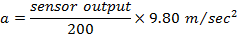 a = sensor output / 200 × 9.80 m/sec²